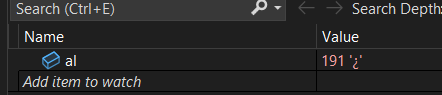 Search (Ctrl+E) Search Depth:
Name Value
al 191 '¿'
Add item to watch